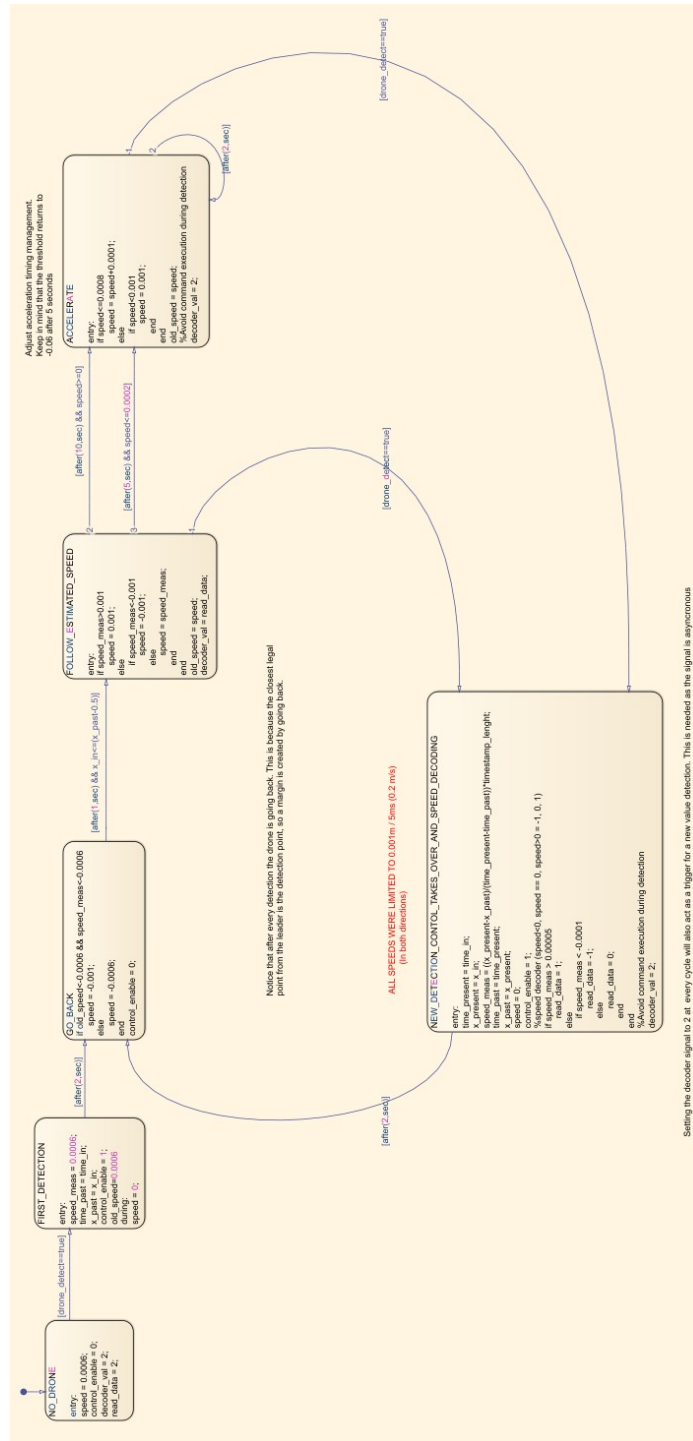 NO_DRONE
entry:
speed = 0.0006;
control_enable = 0;
decoder_val = 2;
read_data = 2;
[drone_detect==true]
FIRST_DETECTION
entry:
speed_meas = 0.0006;
time_past = time_in;
x_past = x_in;
control_enable = 1;
old_speed=0.0006
during:
speed = 0;
[after(2,sec)]
GO_BACK
if old_speed<-0.0006 && speed_meas<-0.0006
speed = -0.001;
else
speed = -0.0006;
end
control_enable = 0;
[after(1,sec) && x_in<=(x_past-0.5)]
FOLLOW_ESTIMATED_SPEED
entry:
if speed_meas>0.001
speed = 0.001;
else
if speed_meas<-0.001
speed = -0.001;
else
speed = speed_meas;
end
end
old_speed = speed;
decoder_val = read_data;
2
[after(10,sec) && speed>=0]
3
[after(5,sec) && speed<=0.0002]
1
[drone_detect==true]
Adjust acceleration timing management.
Keep in mind that the threshold returns to
-0.06 after 5 seconds
ACCELERATE
entry:
if speed<=0.0008
speed = speed+0.0001;
else
if speed<0.001
speed = 0.001;
end
end
old_speed = speed;
%Avoid command execution during detection
decoder_val = 2;
1
2
[after(2,sec)]
[drone_detect==true]
Notice that after every detection the drone is going back. This is because the closest legal
point from the leader is the detection point, so a margin is created by going back.
ALL SPEEDS WERE LIMITED TO 0.001m / 5ms (0.2 m/s)
(in both directions)
[after(2,sec)]
NEW_DETECTION_CONTOL_TAKES_OVER_AND_SPEED_DECODING
entry:
time_present = time_in;
x_present = x_in;
speed_meas = ((x_present-x_past)/(time_present-time_past))*timestamp_lenght;
time_past = time_present;
x_past = x_present;
speed = 0;
control_enable = 1;
%speed decoder (speed<0, speed == 0, speed>0 = -1, 0, 1)
if speed_meas > 0.00005
read_data = 1;
else
if speed_meas < -0.0001
read_data = -1;
else
read_data = 0;
end
end
%Avoid command execution during detection
decoder_val = 2;
Setting the decoder signal to 2 at every cycle will also act as a trigger for a new value detection. This is needed as the signal is asyncronous